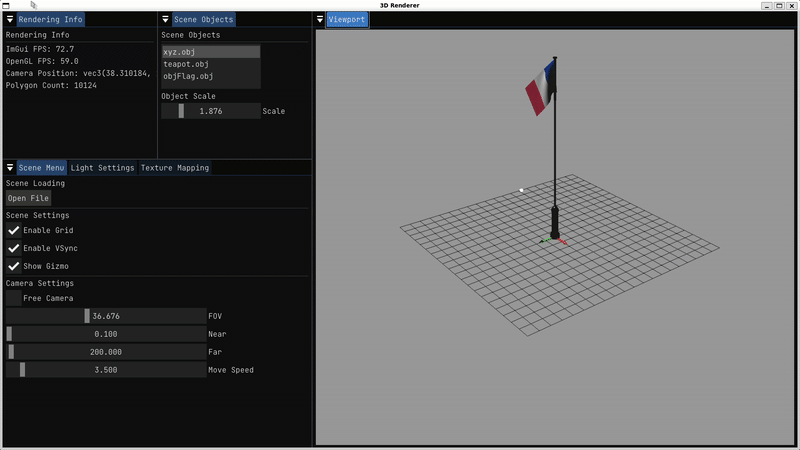 3D Renderer
Rendering Info
Rendering Info
ImGui FPS: 72.7
OpenGL FPS: 59.0
Camera Position: vec3(38.310184,
Polygon Count: 10124
Scene Objects
Scene Objects
xyz.obj
teapot.obj
objFlag.obj
Object Scale
1.876 Scale
Viewport
Scene Menu Light Settings Texture Mapping
Scene Loading
Open File
Scene Settings
Enable Grid
Enable VSync
Show Gizmo
Camera Settings
Free Camera
36.676 FOV
0.100 Near
200.000 Far
3.500 Move Speed